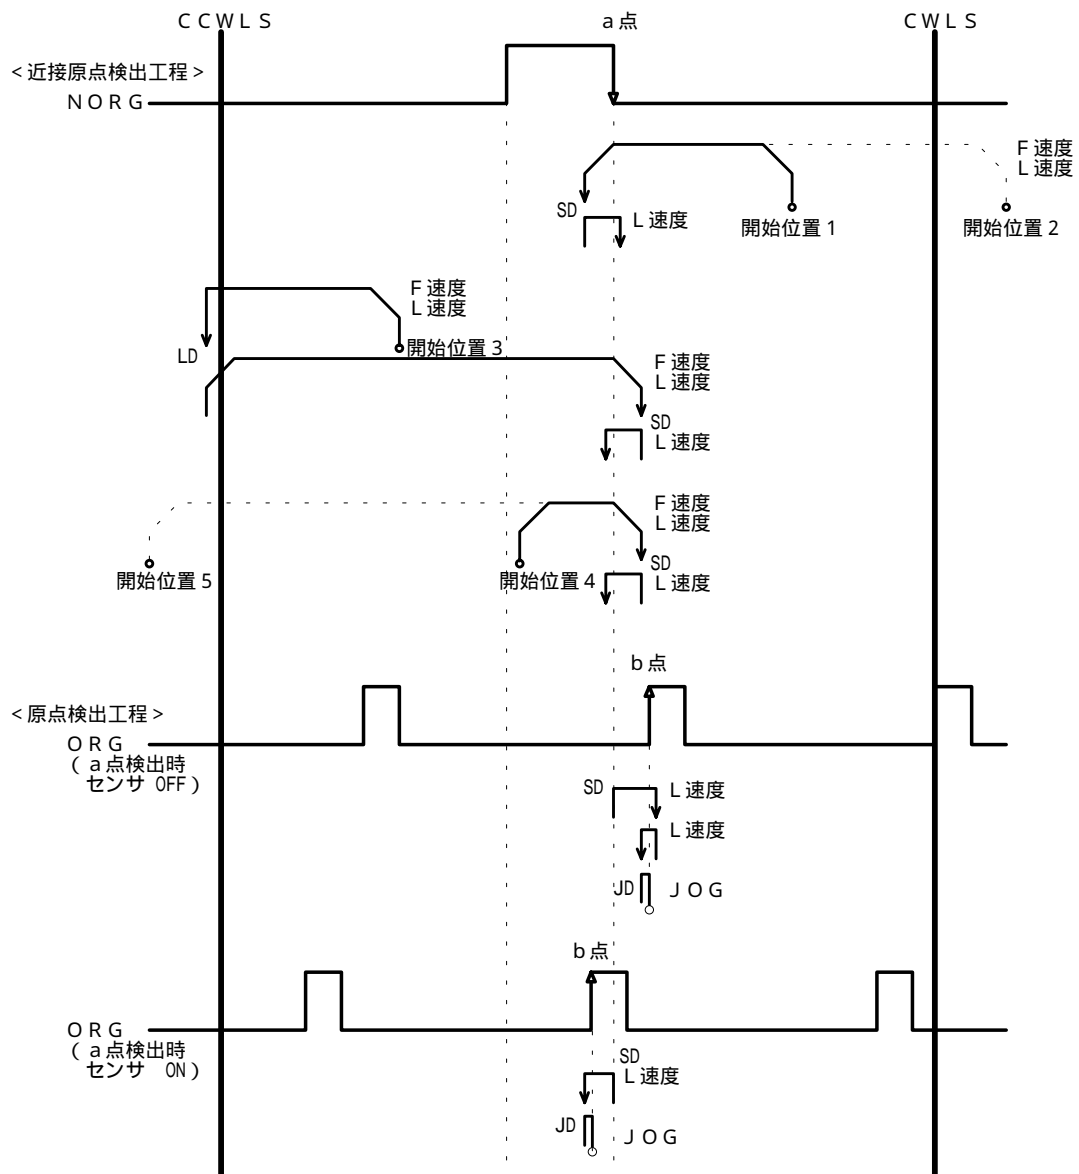 ＣＣＷＬＳ
a点
ＣＷＬＳ
<近接原点検出工程>
ＮＯＲＧ
Ｆ速度
Ｌ速度
SD
Ｌ速度
開始位置1
開始位置2
Ｆ速度
Ｌ速度
LD
開始位置3
Ｆ速度
Ｌ速度
SD
Ｌ速度
Ｆ速度
Ｌ速度
SD
Ｌ速度
開始位置5
開始位置4
b点
<原点検出工程>
ＯＲＧ
(a点検出時
センサ OFF)
SD
Ｌ速度
Ｌ速度
JD
ＪＯＧ
b点
ＯＲＧ
(a点検出時
センサ ON)
SD
Ｌ速度
JD
ＪＯＧ